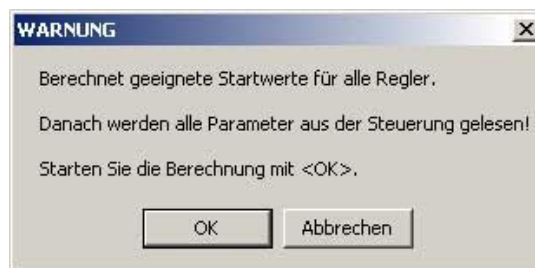 WARNUNG
Berechnet geeignete Startwerte für alle Regler.
Danach werden alle Parameter aus der Steuerung gelesen!
Starten Sie die Berechnung mit <OK>.
OK
Abbrechen